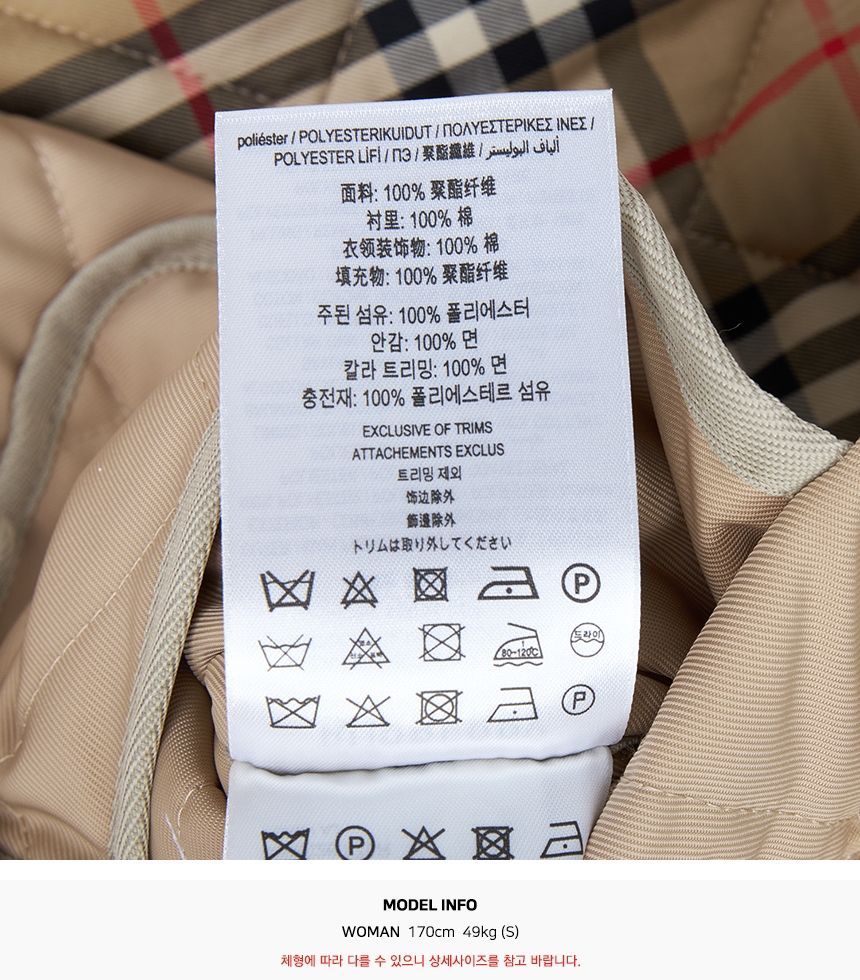 poliéster / POLYESTERIKUIDUT / ΠΟΛΥΕΣΤΕΡΙΚΕΣ ΙΝΕΣ /
POLYESTER LİFİ / ПЭ / 聚酯纖維 / ألياف البوليستر
面料: 100% 聚酯纤维
衬里: 100% 棉
衣领装饰物: 100% 棉
填充物: 100% 聚酯纤维
주된 섬유: 100% 폴리에스터
안감: 100% 면
칼라 트리밍: 100% 면
충전재: 100% 폴리에스테르 섬유
EXCLUSIVE OF TRIMS
ATTACHEMENTS EXCLUS
트리밍 제외
饰边除外
飾邊除外
トリムは取り外してください
P
80-120℃ 드라이
P
P
MODEL INFO
WOMAN 170cm 49kg (S)
체형에 따라 다를 수 있으니 상세사이즈를 참고 바랍니다.